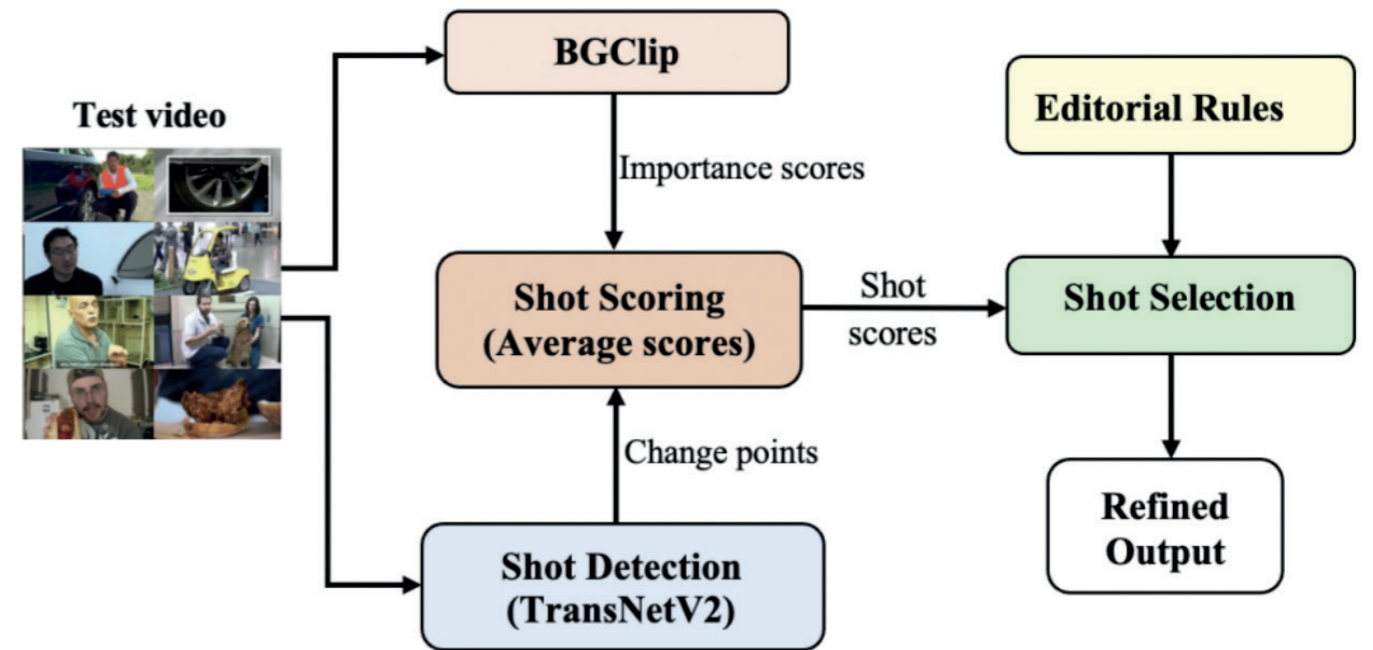 Test video
BGClip
Importance scores
Shot Scoring
(Average scores)
Change points
Shot Detection
(TransNetV2)
Shot
scores
Editorial Rules
Shot Selection
Refined
Output